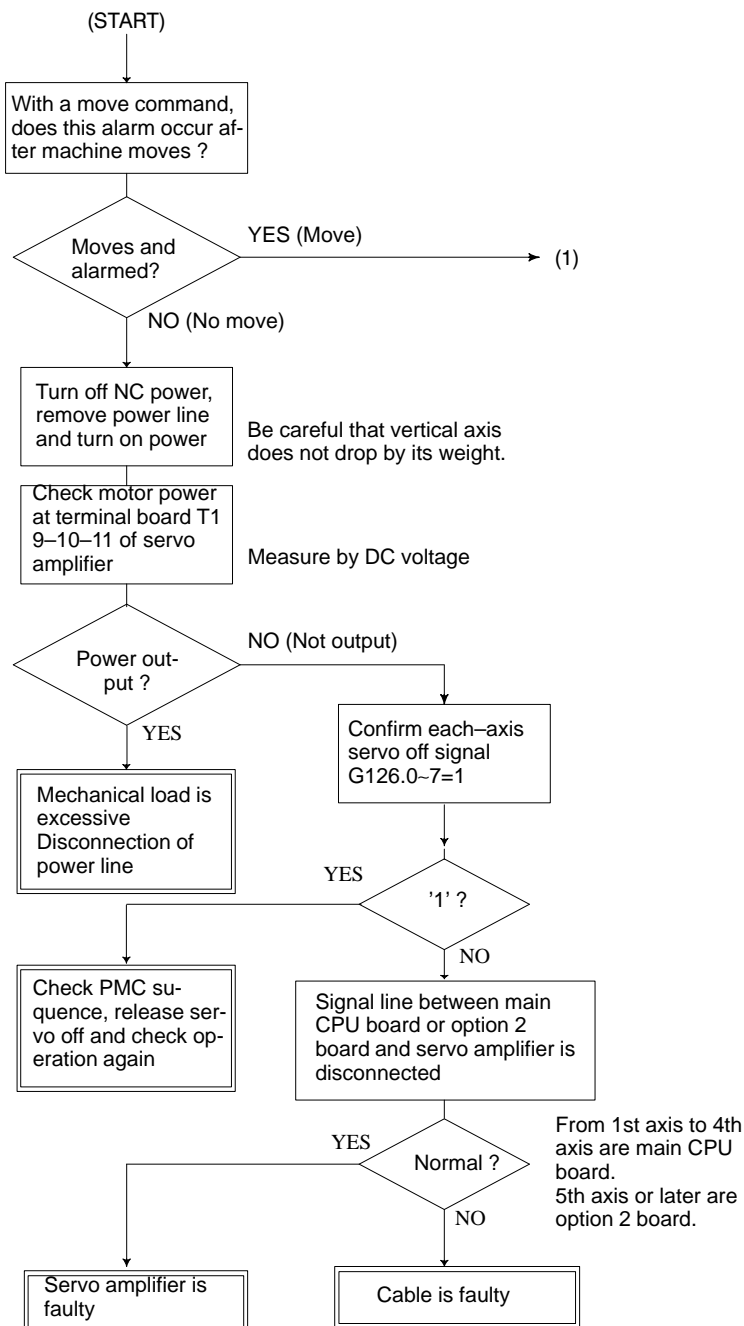 (START)
With a move command,
does this alarm occur af-
ter machine moves ?
Moves and
alarmed?
YES (Move)
(1)
NO (No move)
Turn off NC power,
remove power line
and turn on power
Be careful that vertical axis
does not drop by its weight.
Check motor power
at terminal board T1
9–10–11 of servo
amplifier
Measure by DC voltage
Power out-
put ?
NO (Not output)
YES
Confirm each–axis
servo off signal
G126.0~7=1
Mechanical load is
excessive
Disconnection of
power line
YES
'1' ?
NO
Check PMC su-
quence, release ser-
vo off and check op-
eration again
Signal line between main
CPU board or option 2
board and servo amplifier is
disconnected
From 1st axis to 4th
axis are main CPU
board.
5th axis or later are
option 2 board.
YES
Normal ?
NO
Servo amplifier is
faulty
Cable is faulty